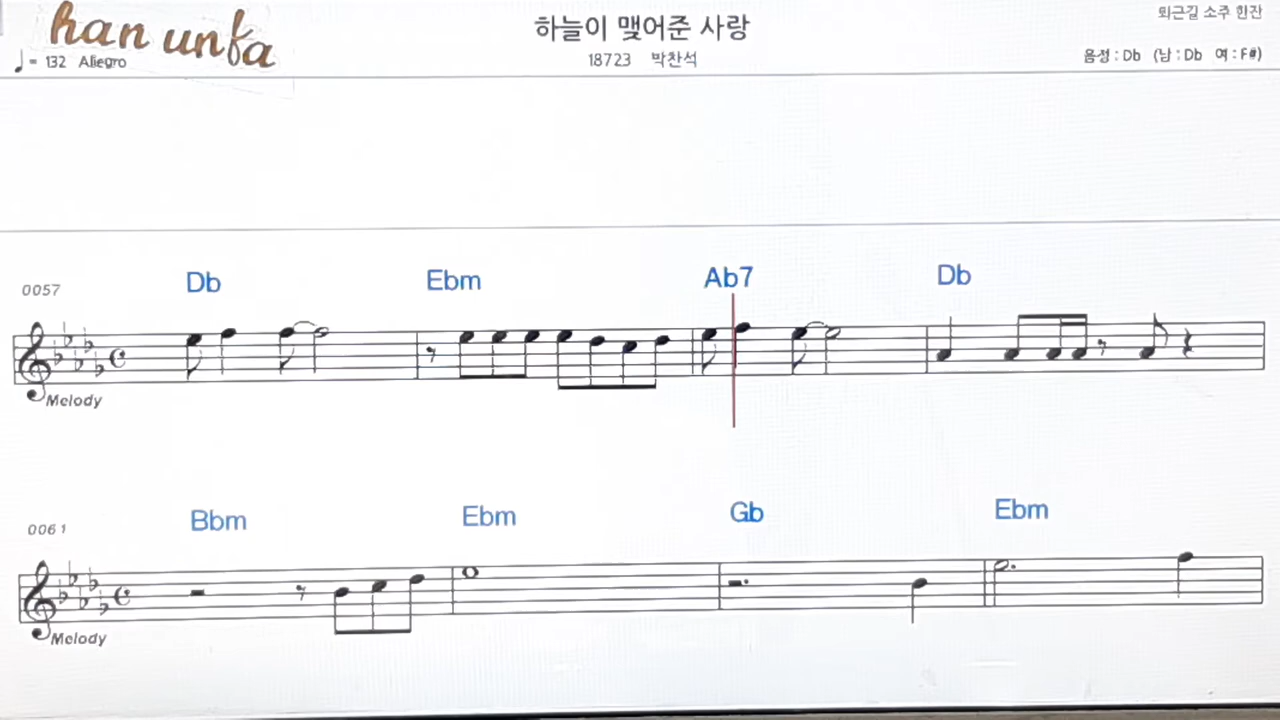 han unfa
하늘이 맺어준 사랑
퇴근길 소주 한잔
♩= 132 Allegro
18723 박찬석
음정 : Db (남 : Db 여 : F#)
0057
Db Ebm Ab7 Db
Melody
0061
Bbm Ebm Gb Ebm
Melody